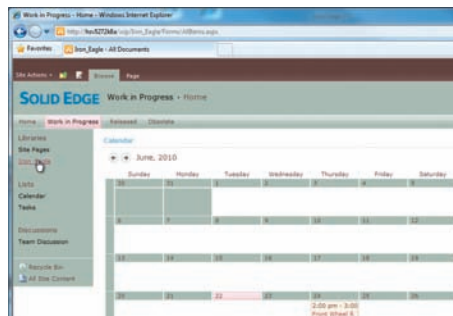 Work in Progress - Home - Windows Internet Explorer
Favorites Iron_Eagle - All Documents
Site Actions Browse Page
SOLID EDGE Work in Progress › Home
Home Work in Progress Released Obsolete
Libraries
Site Pages
Lists
Calendar
Tasks
Discussions
Team Discussion
Recycle Bin
All Site Content
Calendar
June, 2010
Sunday Monday Tuesday Wednesday Thursday Friday Saturday
30 31 1 2 3 4 5
6 7 8 9 10 11 12
13 14 15 16 17 18 19
20 21 22 23 24 25 26
2:00 pm - 3:00
Front Wheel &